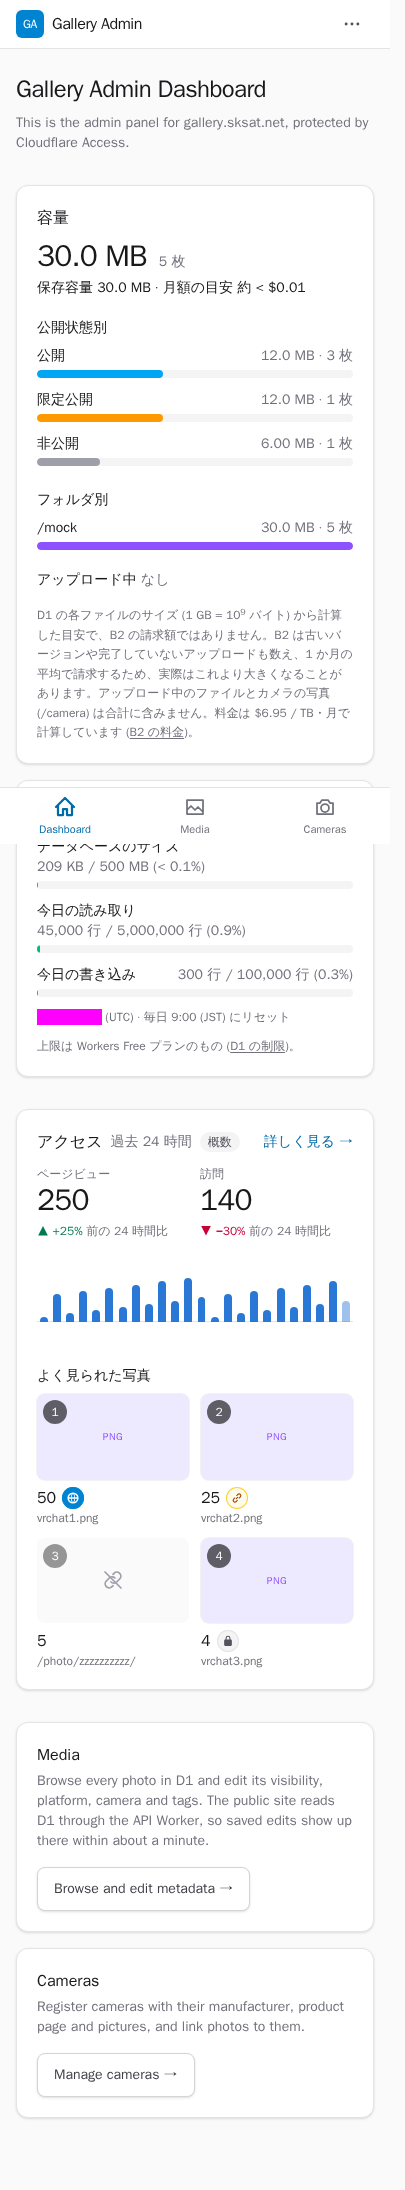 GA Gallery Admin
Gallery Admin Dashboard
This is the admin panel for gallery.sksat.net, protected by
Cloudflare Access.
容量
30.0 MB 5 枚
保存容量 30.0 MB · 月額の目安 約 < $0.01
公開状態別
公開 12.0 MB · 3 枚
限定公開 12.0 MB · 1 枚
非公開 6.00 MB · 1 枚
フォルダ別
/mock 30.0 MB · 5 枚
アップロード中 なし
D1 の各ファイルのサイズ (1 GB = 10⁹ バイト) から計算
した目安で、B2 の請求額ではありません。B2 は古いバ
ージョンや完了していないアップロードも数え、1 か月の
平均で請求するため、実際はこれより大きくなることが
あります。アップロード中のファイルとカメラの写真
(/camera) は合計に含みません。料金は $6.95 / TB・月で
計算しています (B2 の料金)。
Dashboard Media Cameras
データベースのサイズ
209 KB / 500 MB (< 0.1%)
今日の読み取り
45,000 行 / 5,000,000 行 (0.9%)
今日の書き込み 300 行 / 100,000 行 (0.3%)
(UTC) · 毎日 9:00 (JST) にリセット
上限は Workers Free プランのもの (D1 の制限)。
アクセス 過去 24 時間 概数 詳しく見る →
ページビュー 訪問
250 140
▲ +25% 前の 24 時間比 ▼ −30% 前の 24 時間比
よく見られた写真
1 PNG 2 PNG
50 25
vrchat1.png vrchat2.png
3 4 PNG
5 4
/photo/zzzzzzzzzz/ vrchat3.png
Media
Browse every photo in D1 and edit its visibility,
platform, camera and tags. The public site reads
D1 through the API Worker, so saved edits show up
there within about a minute.
Browse and edit metadata →
Cameras
Register cameras with their manufacturer, product
page and pictures, and link photos to them.
Manage cameras →